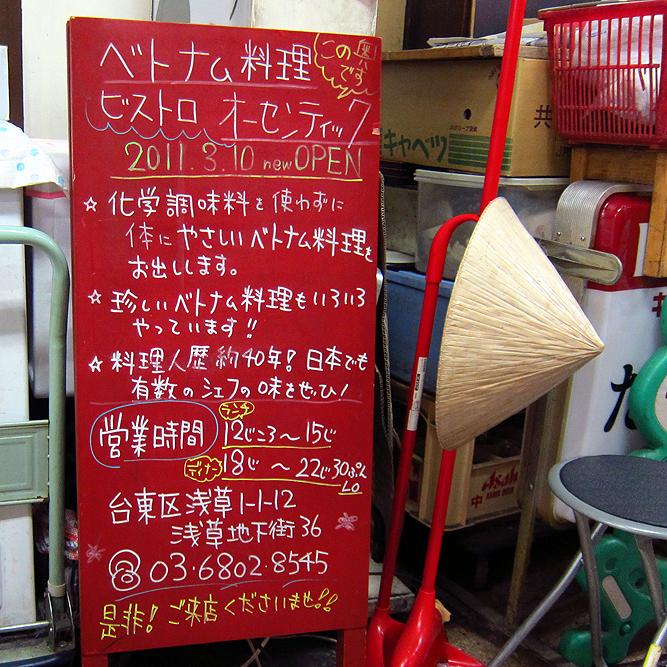 ベトナム料理
この奥
です
ビストロ オーセンティック
2011.3.10 new OPEN
☆ 化学調味料を使わずに
体にやさしいベトナム料理を
お出しします。
☆ 珍しいベトナム料理もいろいろ
やっています!!
☆ 料理人歴約40年! 日本でも
有数のシェフの味をぜひ!
営業時間
ランチ
12じころ～15じ
ディナー
18じ ～22じ30ぷん
LO
台東区浅草1-1-12
浅草地下街36
03-6802-8545
是非! ご来店くださいませ!!
キャベツ
共
Asahi
中